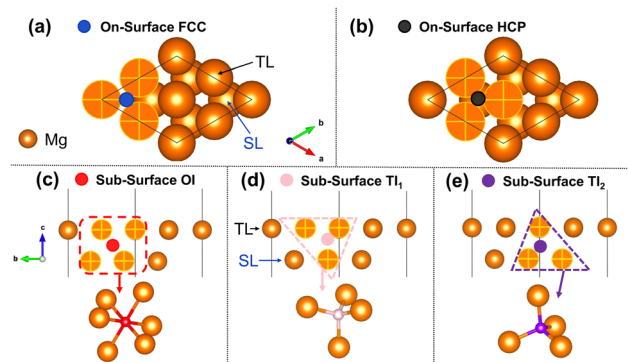 (a) On-Surface FCC
TL
SL
b
a
Mg
(b) On-Surface HCP
(c) Sub-Surface OI
c
b
(d) Sub-Surface TI₁
TL
SL
(e) Sub-Surface TI₂